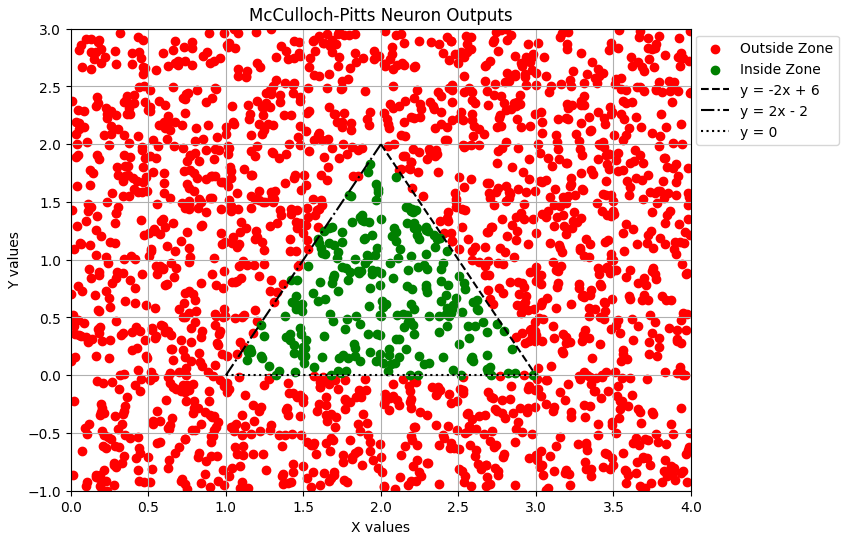 McCulloch-Pitts Neuron Outputs
3.0
2.5
2.0
1.5
1.0
0.5
0.0
−0.5
−1.0
Y values
0.0 0.5 1.0 1.5 2.0 2.5 3.0 3.5 4.0
X values
Outside Zone
Inside Zone
y = -2x + 6
y = 2x - 2
y = 0